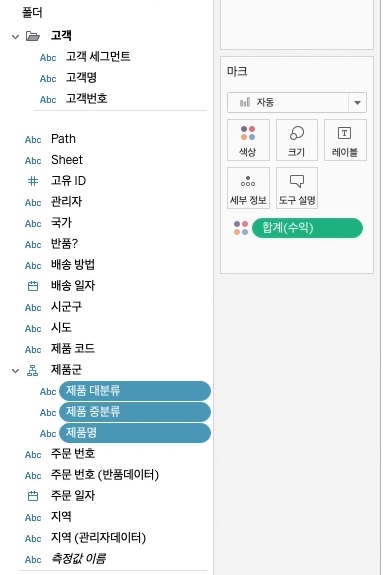 폴더
고객
Abc 고객 세그먼트
Abc 고객명
Abc 고객번호
Abc Path
Abc Sheet
# 고유 ID
Abc 관리자
Abc 국가
Abc 반품?
Abc 배송 방법
배송 일자
Abc 시군구
Abc 시도
Abc 제품 코드
제품군
Abc 제품 대분류
Abc 제품 중분류
Abc 제품명
Abc 주문 번호
Abc 주문 번호 (반품데이터)
주문 일자
Abc 지역
Abc 지역 (관리자데이터)
Abc 측정값 이름
마크
자동
색상 크기 레이블
세부 정보 도구 설명
합계(수익)